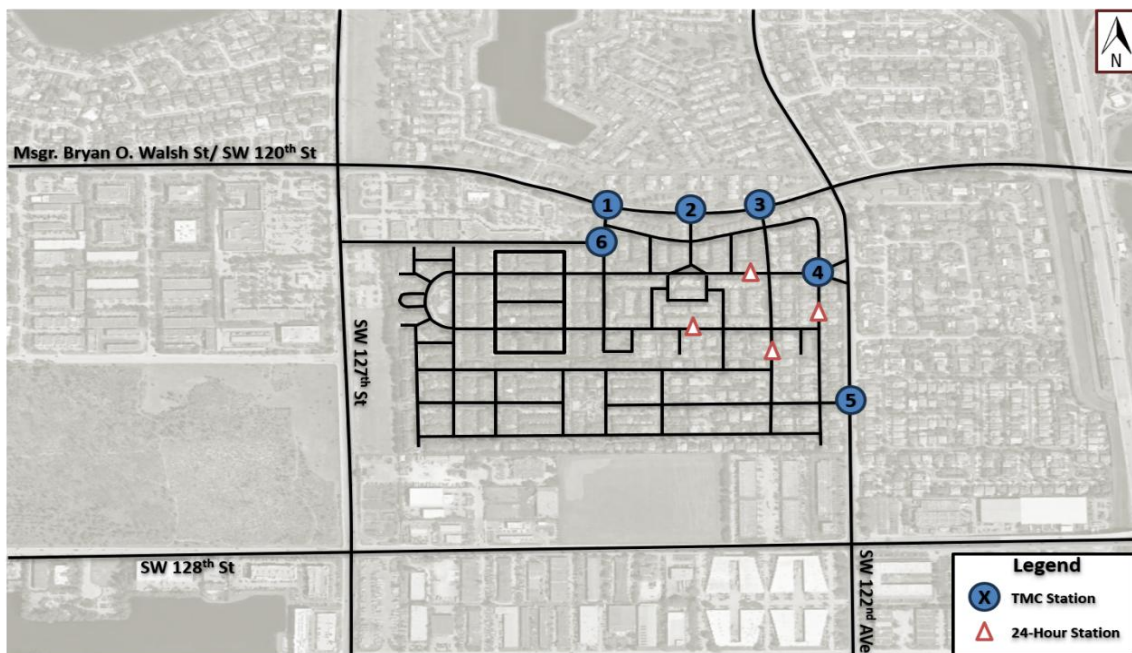 N
Msgr. Bryan O. Walsh St/ SW 120th St
1
2
3
6
4
SW 127th St
5
SW 128th St
SW 122nd AVe
Legend
X TMC Station
24-Hour Station